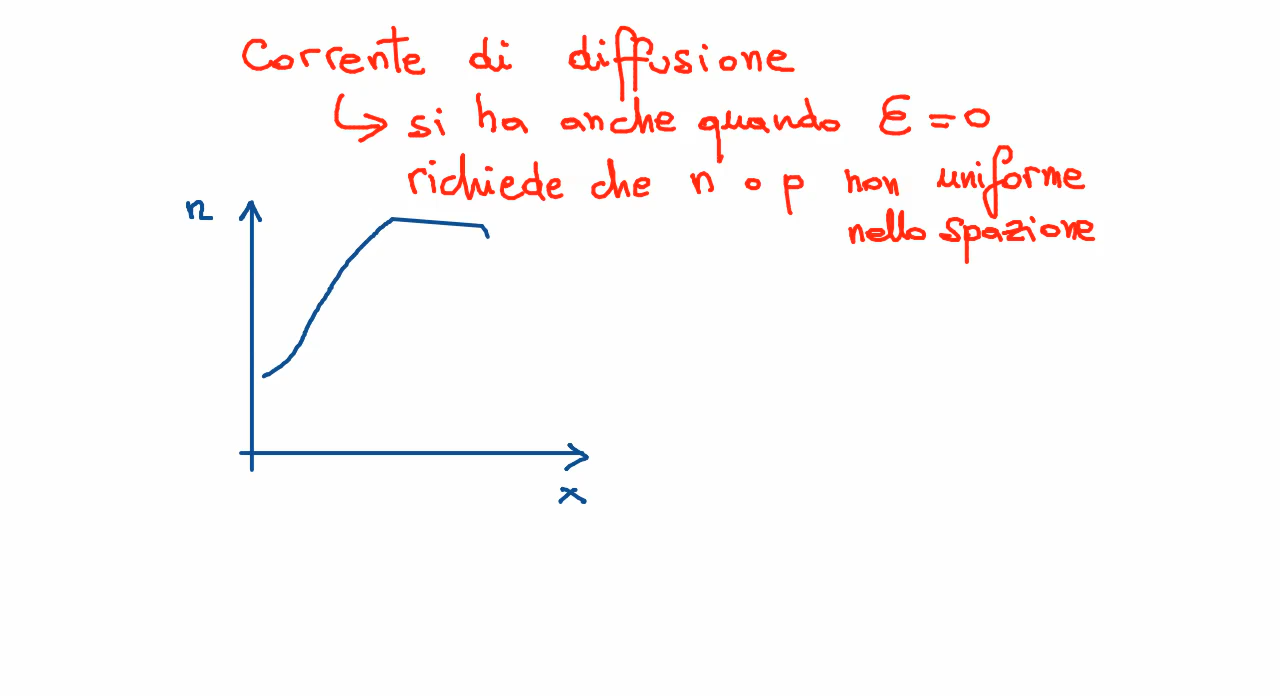 Corrente di diffusione
↳ si ha anche quando Ɛ = 0
richiede che n o p non uniforme
nello spazione
n
x